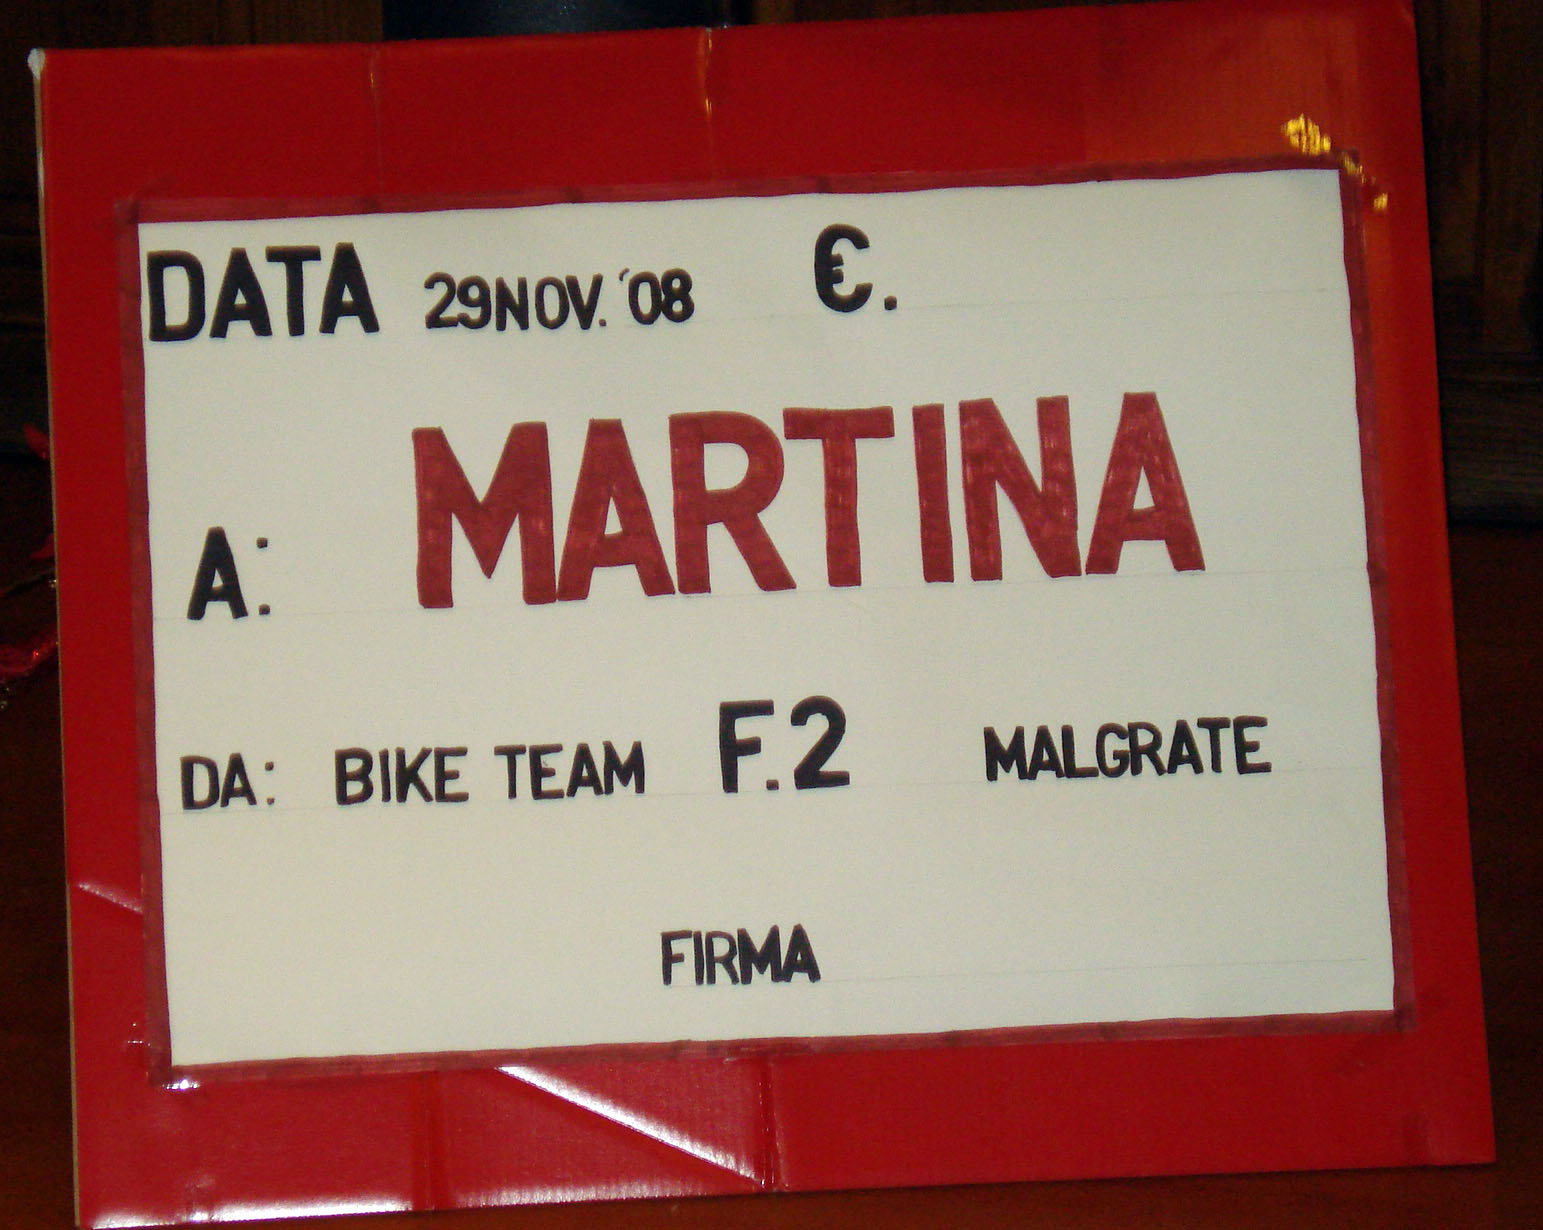 DATA 29NOV. '08 €.
A: MARTINA
DA: BIKE TEAM F.2 MALGRATE
FIRMA